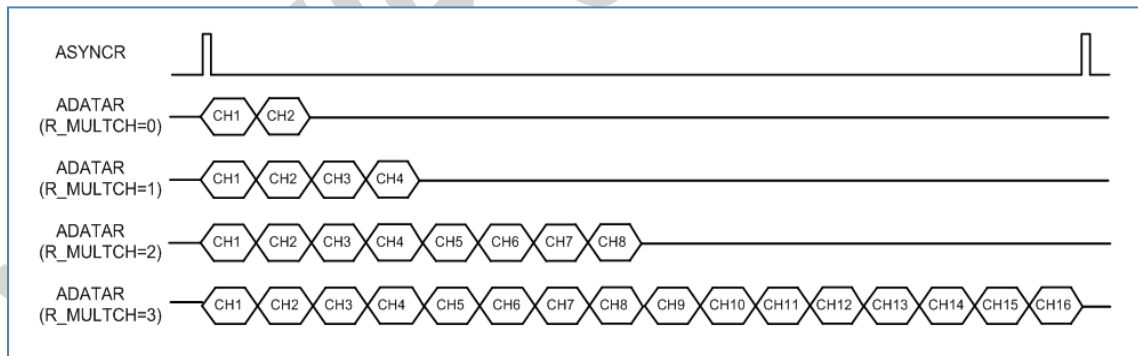 ASYNCR
ADATAR
(R_MULTCH=0)
CH1 CH2
ADATAR
(R_MULTCH=1)
CH1 CH2 CH3 CH4
ADATAR
(R_MULTCH=2)
CH1 CH2 CH3 CH4 CH5 CH6 CH7 CH8
ADATAR
(R_MULTCH=3)
CH1 CH2 CH3 CH4 CH5 CH6 CH7 CH8 CH9 CH10 CH11 CH12 CH13 CH14 CH15 CH16